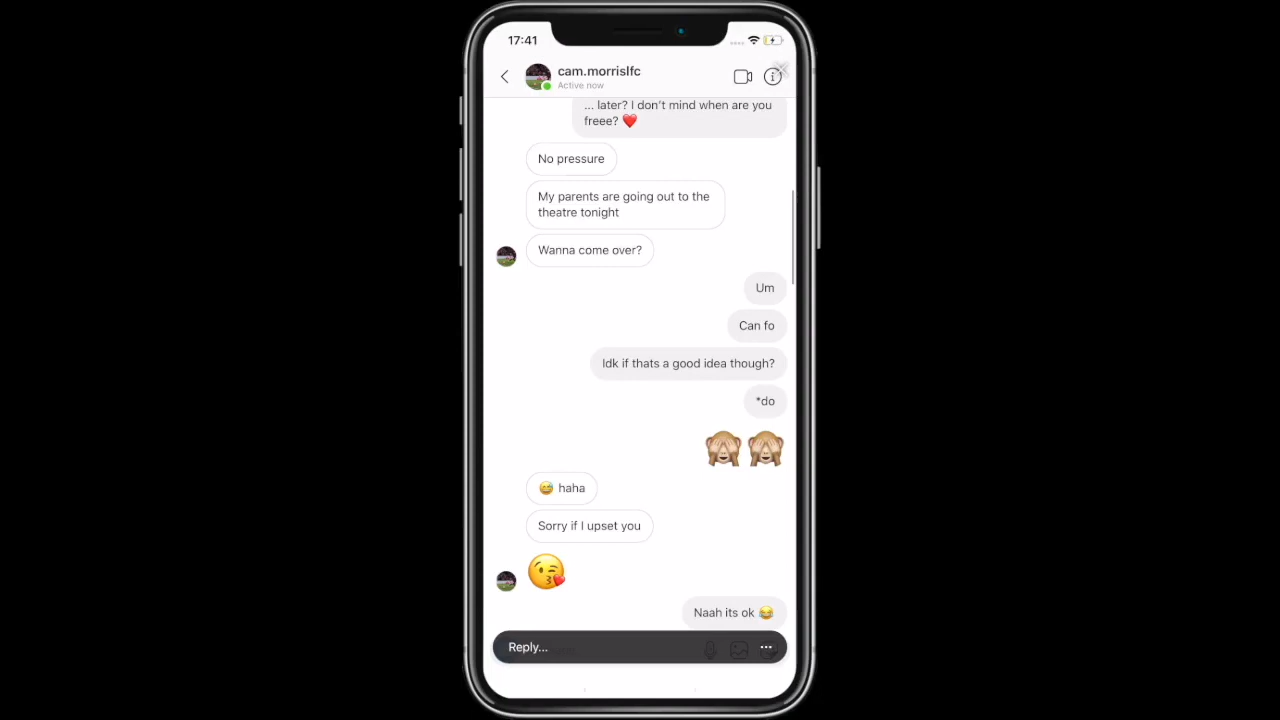 17:41
cam.morrislfc
Active now
... later? I don't mind when are you
freee? ❤️
No pressure
My parents are going out to the
theatre tonight
Wanna come over?
Um
Can fo
Idk if thats a good idea though?
*do
🙈🙈
😅 haha
Sorry if I upset you
😘
Naah its ok 😂
Reply...